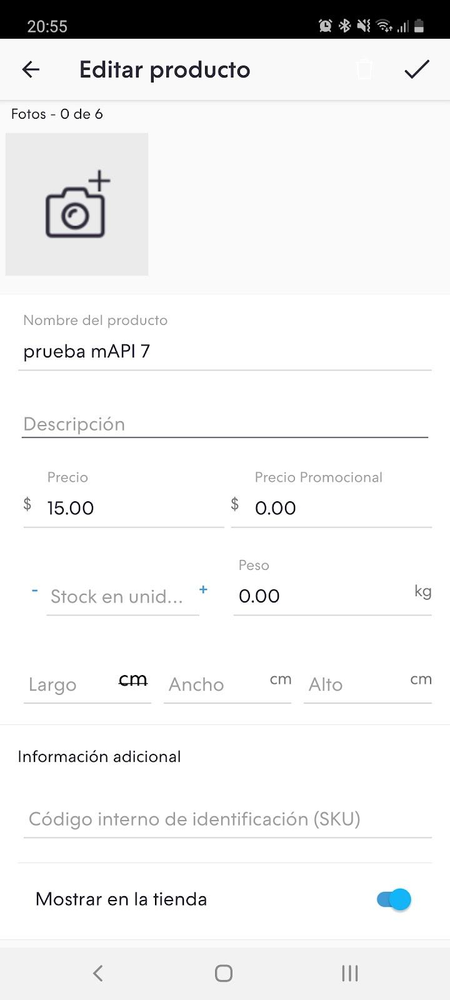 20:55
Editar producto
Fotos - 0 de 6
Nombre del producto
prueba mAPI 7
Descripción
Precio
Precio Promocional
$ 15.00
$ 0.00
Peso
- Stock en unid... +
0.00 kg
Largo cm Ancho cm Alto cm
Información adicional
Código interno de identificación (SKU)
Mostrar en la tienda